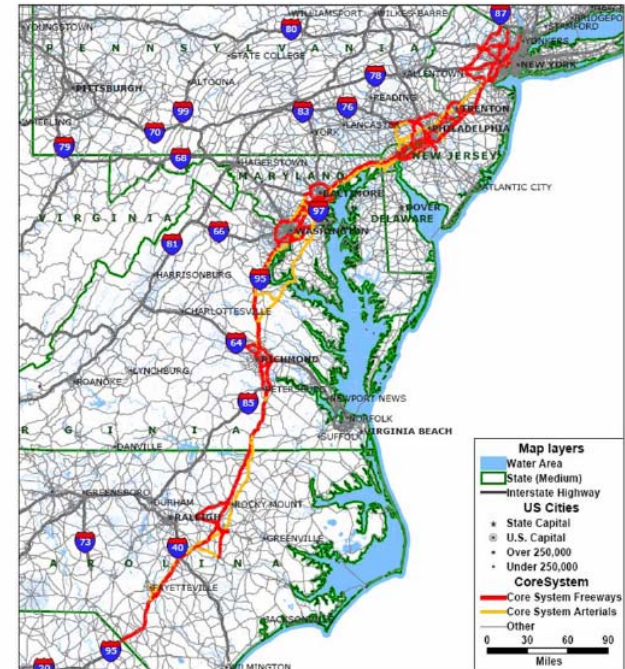 87
WILLIAMSPORT
WILKES-BARRE
BRIDGEPO
STAMFORD
YOUNGSTOWN
80
YONKERS
PENNSYLVANIA
STATE COLLEGE
NEW YORK
78
ALLENTOWN
ALTOONA
PITTSBURGH
READING
99
83
76
TRENTON
LANCAST
PHILADELPHIA
70
YORK
79
68
NEW JERSEY
HAGERSTOWN
MARYLAND
ATLANTIC CITY
BALTIMORE
97
DOVER
DELAWARE
VIRGINIA
66
WASHINGTON
81
HARRISONBURG
95
CHARLOTTESVILLE
64
RICHMOND
LYNCHBURG
ROANOKE
PETERSBURG
85
NEWPORT NEWS
NORFOLK
RGINIA
VIRGINIA BEACH
SUFFOLK
DANVILLE
GREENSBORO
DURHAM
ROCKY MOUNT
RALEIGH
73
40
GREENVILLE
AROLINA
FAYETTEVILLE
JACKSONVILLE
95
20
WILMINGTON
Map layers
Water Area
State (Medium)
Interstate Highway
US Cities
State Capital
U.S. Capital
Over 250,000
Under 250,000
CoreSystem
Core System Freeways
Core System Arterials
Other
0 30 60 90
Miles